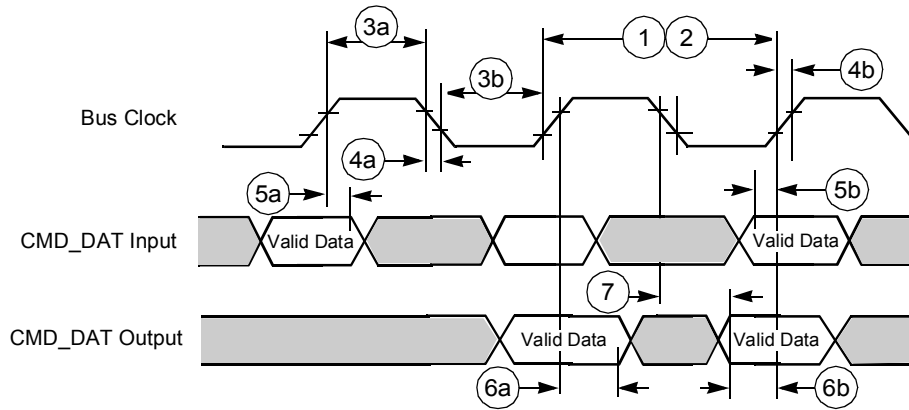 3a
1 2
4b
3b
Bus Clock
4a
5a
5b
CMD_DAT Input
Valid Data
Valid Data
7
CMD_DAT Output
Valid Data
Valid Data
6a
6b